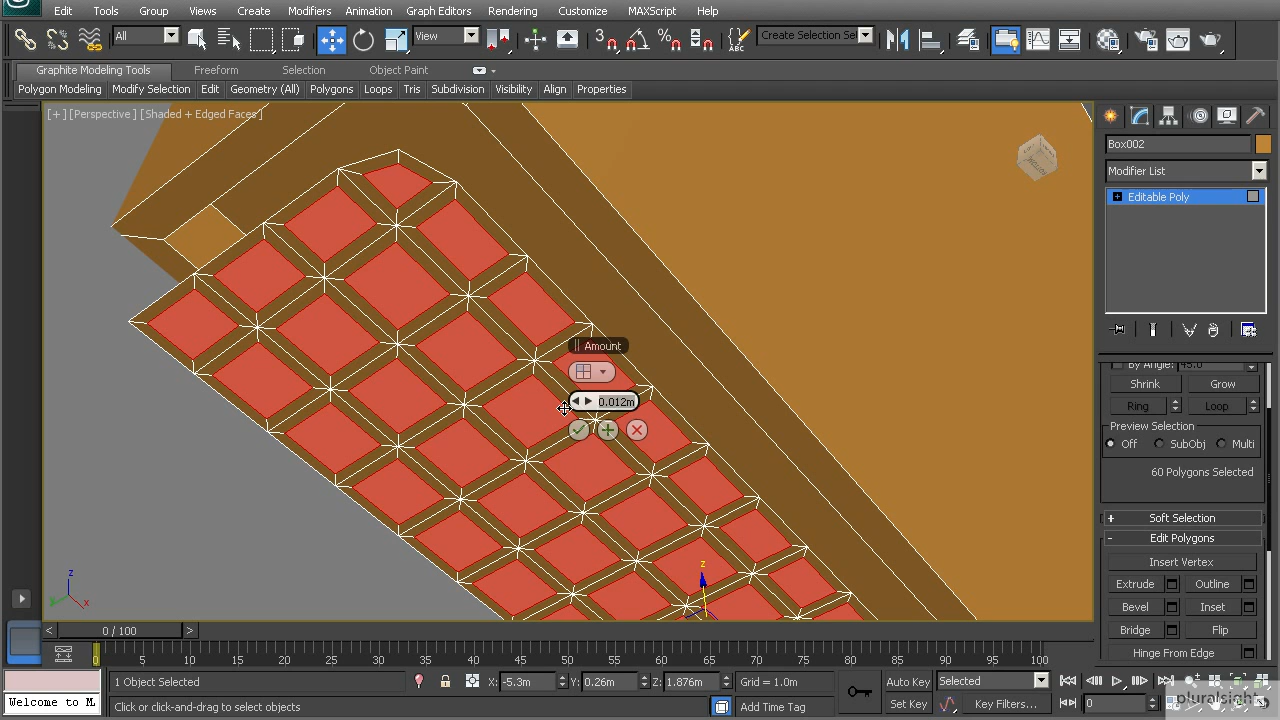 Edit Tools Group Views Create Modifiers Animation Graph Editors Rendering Customize MAXScript Help
All View 3 Create Selection Set
Graphite Modeling Tools Freeform Selection Object Paint
Polygon Modeling Modify Selection Edit Geometry (All) Polygons Loops Tris Subdivision Visibility Align Properties
[+] [Perspective] [Shaded + Edged Faces]
Box002
Modifier List
Editable Poly
Amount
0.012m
By Angle: 45.0
Shrink Grow
Ring Loop
Preview Selection
Off SubObj Multi
60 Polygons Selected
+ Soft Selection
- Edit Polygons
Insert Vertex
Extrude Outline
Bevel Inset
Bridge Flip
Hinge From Edge
z
z
x
y
< 0 / 100 >
0 5 10 15 20 25 30 35 40 45 50 55 60 65 70 75 80 85 90 95 100
1 Object Selected X: -5.3m Y: 0.26m Z: 1.876m Grid = 1.0m Auto Key Selected
Welcome to M. Click or click-and-drag to select objects Add Time Tag Set Key Key Filters... 0
pluralsight